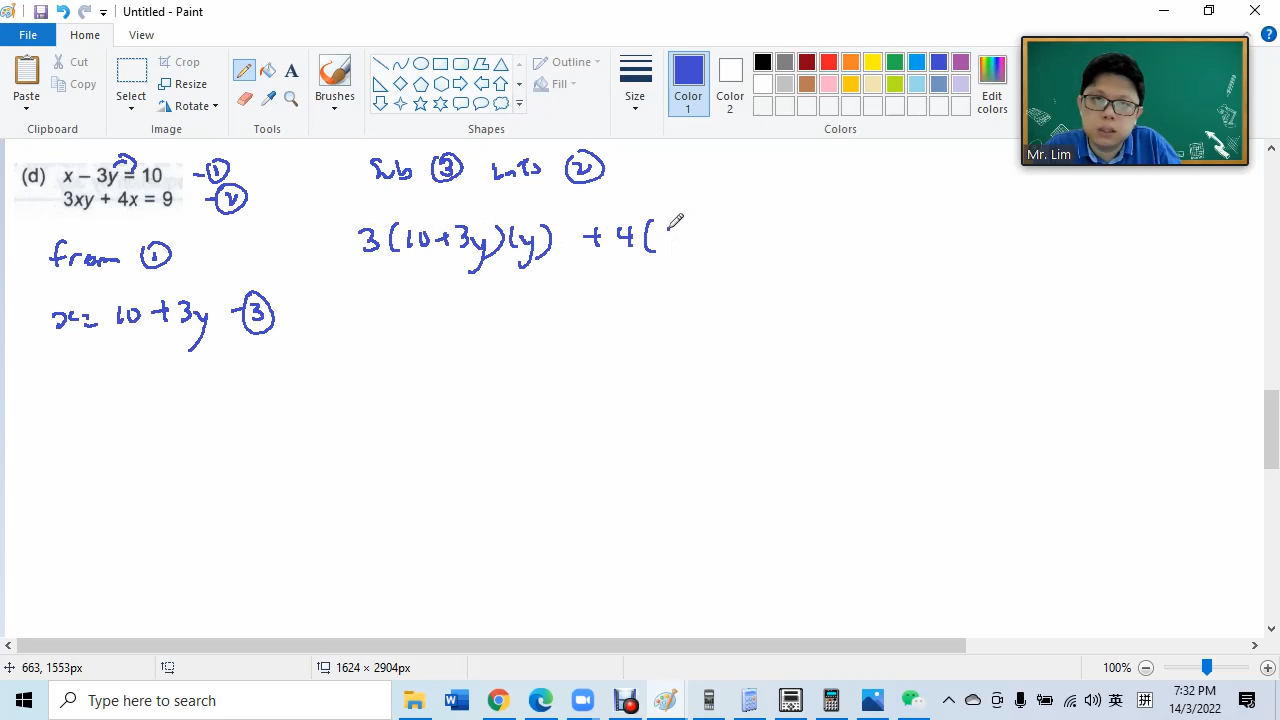 Untitled - Paint
File Home View
Paste
Cut
Copy
Clipboard
Select
Crop
Resize
Rotate
Image
A
Tools
Brushes
Outline
Fill
Shapes
Size
Color 1
Color 2
Edit colors
Colors
Mr. Lim
(d) x – 3y = 10 -①
3xy + 4x = 9 -②
from ①
x= 10 + 3y -③
Sub ③ into ②
3(10+3y)(y) + 4(
663, 1553px
1624 × 2904px
100%
Type here to search
英
拼
7:32 PM
14/3/2022